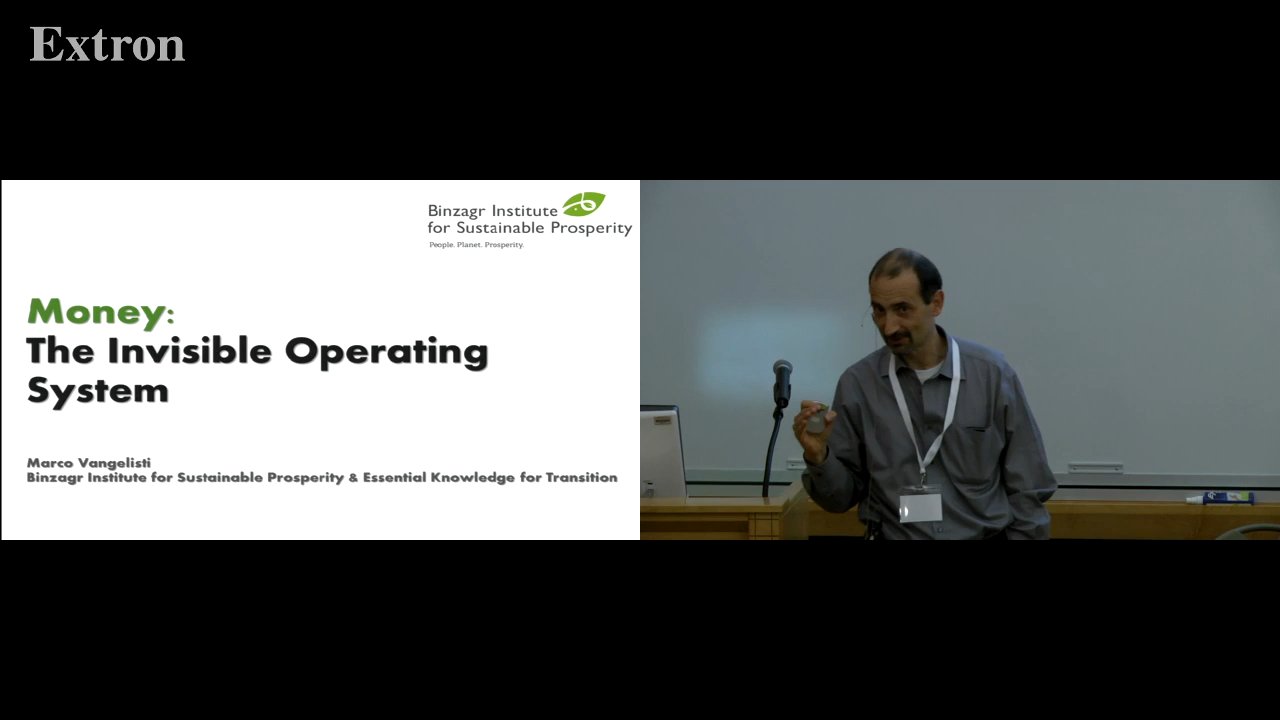 Extron
Binzagr Institute
for Sustainable Prosperity
People. Planet. Prosperity.
Money:
The Invisible Operating
System
Marco Vangelisti
Binzagr Institute for Sustainable Prosperity & Essential Knowledge for Transition